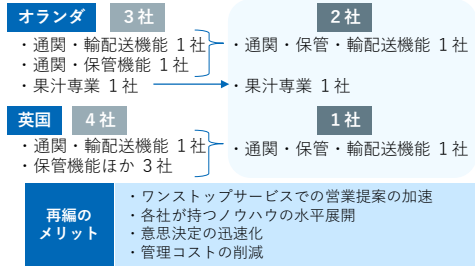 オランダ 3社 2社
・通関・輸配送機能 1社
・通関・保管機能 1社
・通関・保管・輸配送機能 1社
・果汁専業 1社 ・果汁専業 1社
英国 4社 1社
・通関・輸配送機能 1社
・保管機能ほか 3社
・通関・保管・輸配送機能 1社
再編の
メリット
・ワンストップサービスでの営業提案の加速
・各社が持つノウハウの水平展開
・意思決定の迅速化
・管理コストの削減